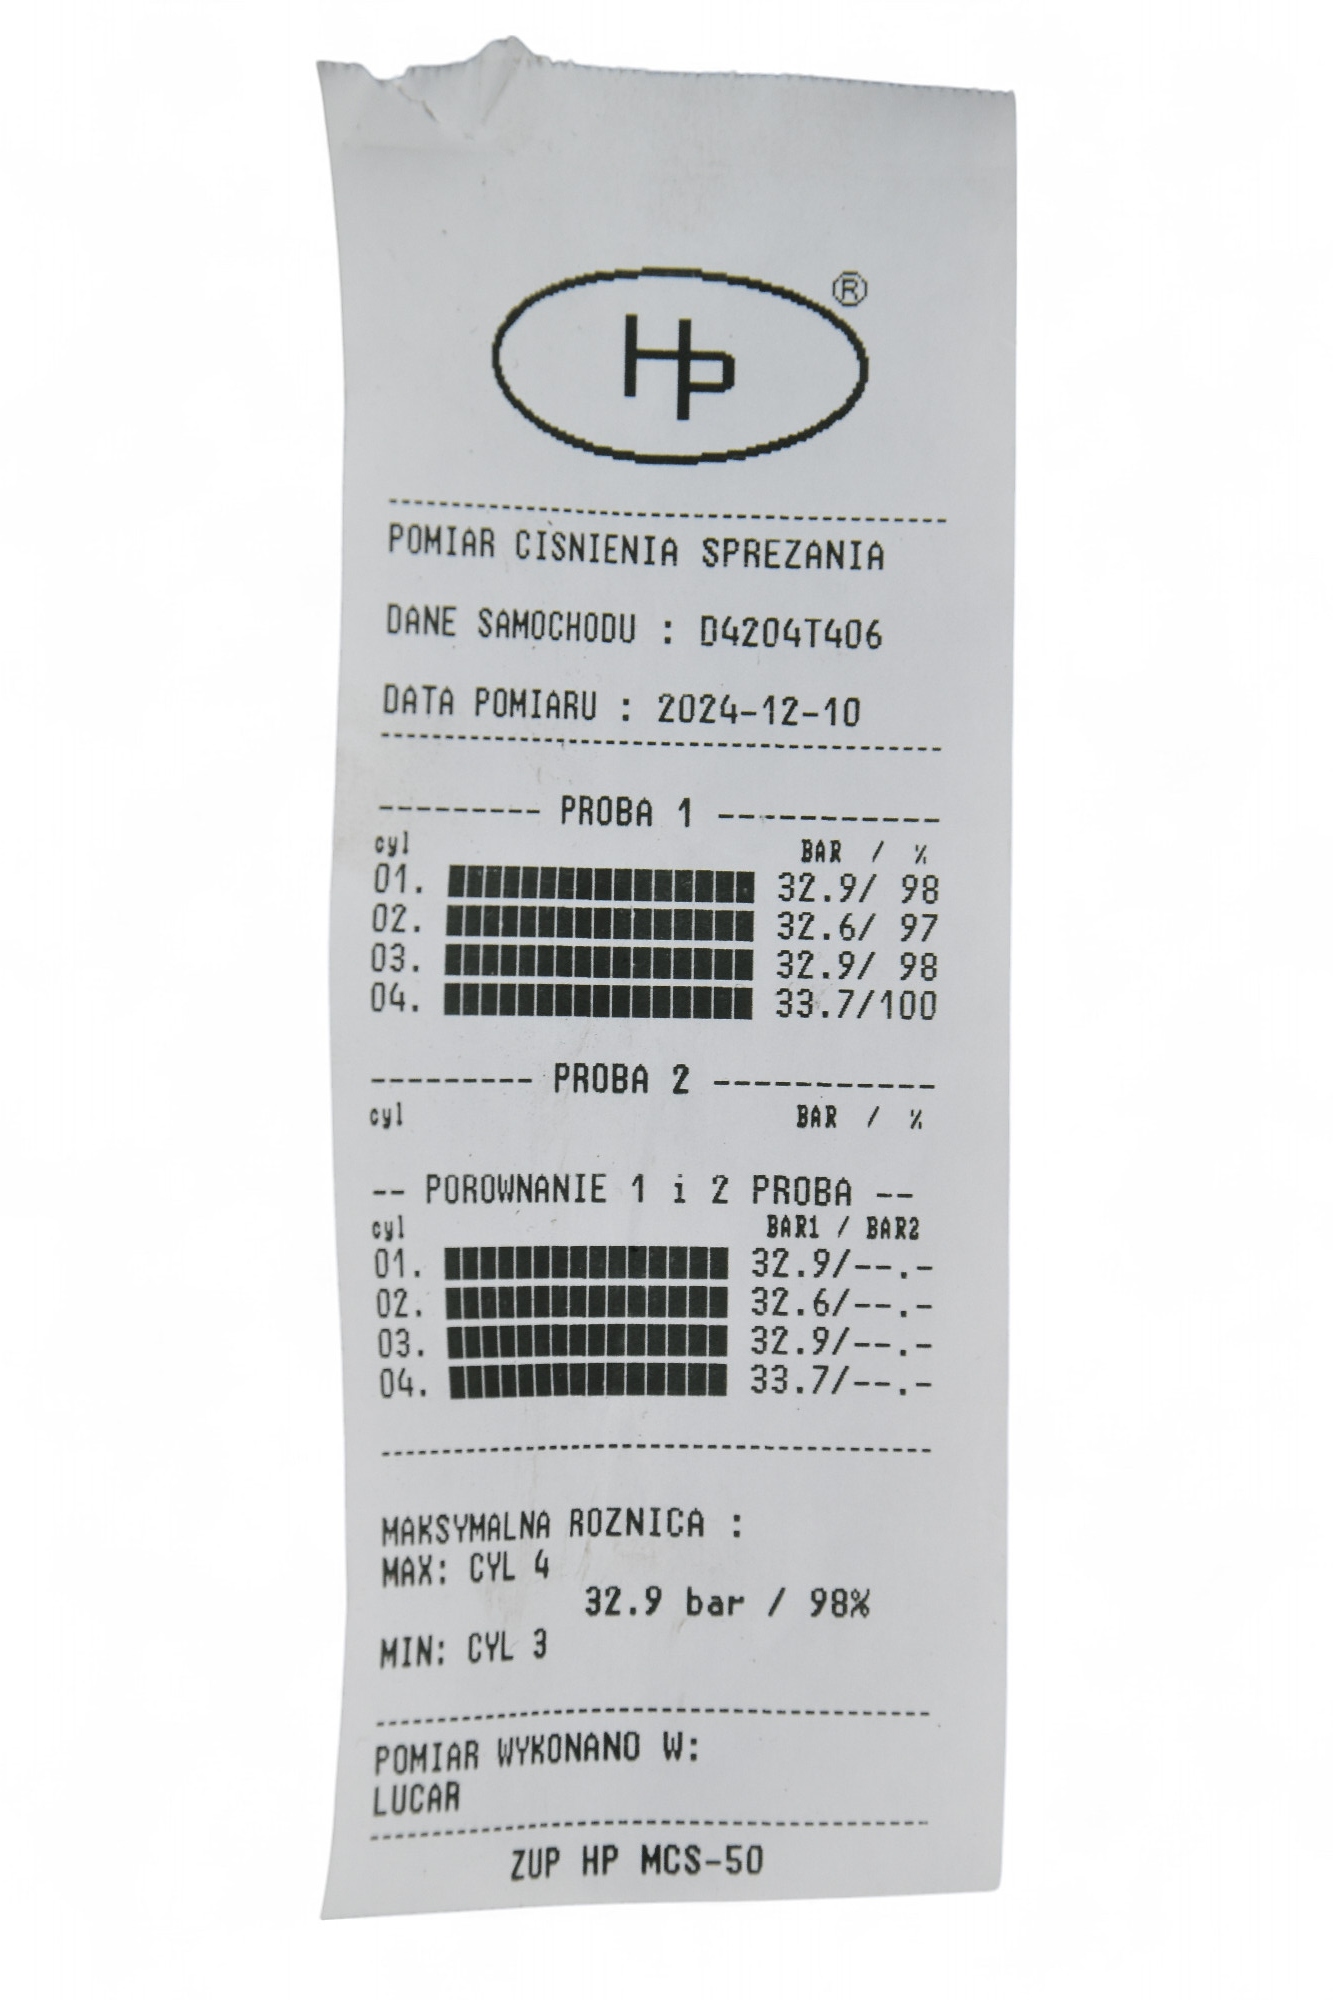 HP ®
POMIAR CISNIENIA SPREZANIA
DANE SAMOCHODU : D4204T406
DATA POMIARU : 2024-12-10
--------- PROBA 1 -----------
cyl BAR / %
01. 32.9/ 98
02. 32.6/ 97
03. 32.9/ 98
04. 33.7/100
--------- PROBA 2 -----------
cyl BAR / %
-- POROWNANIE 1 i 2 PROBA --
cyl BAR1 / BAR2
01. 32.9/--.-
02. 32.6/--.-
03. 32.9/--.-
04. 33.7/--.-
MAKSYMALNA ROZNICA :
MAX: CYL 4
32.9 bar / 98%
MIN: CYL 3
POMIAR WYKONANO W:
LUCAR
ZUP HP MCS-50